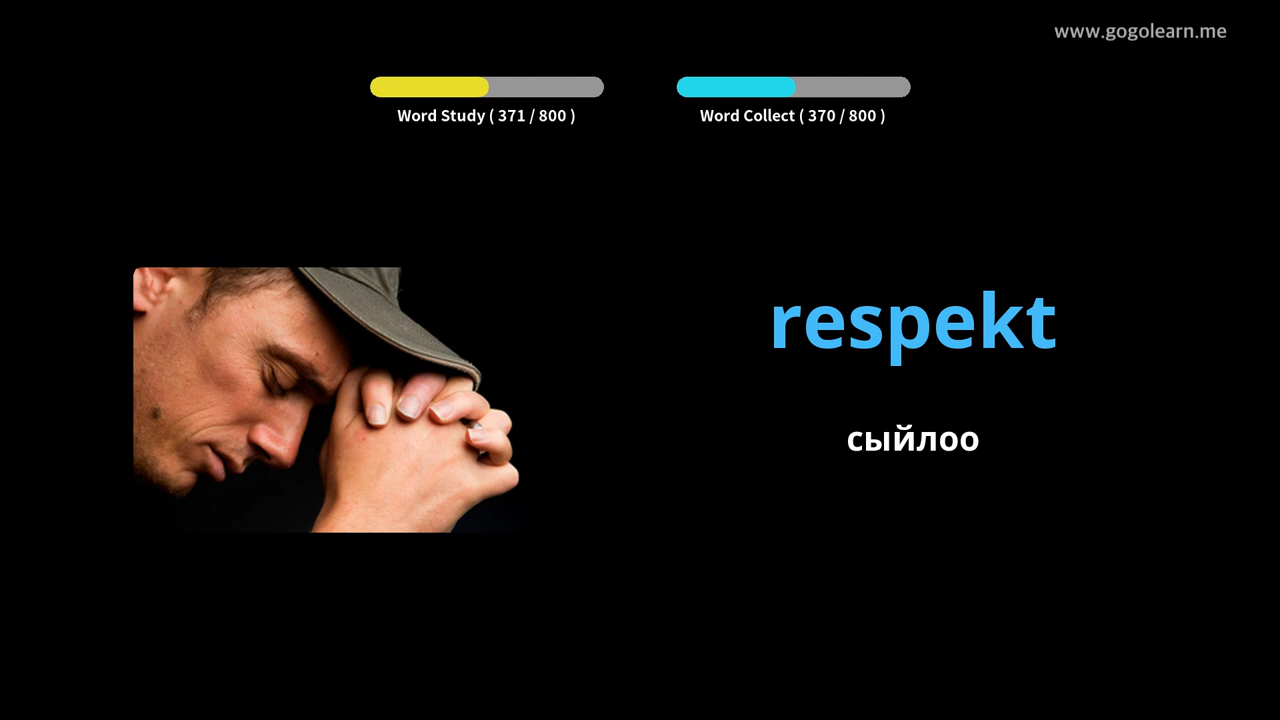 www.gogolearn.me
Word Study ( 371 / 800 )
Word Collect ( 370 / 800 )
respekt
сыйлоо